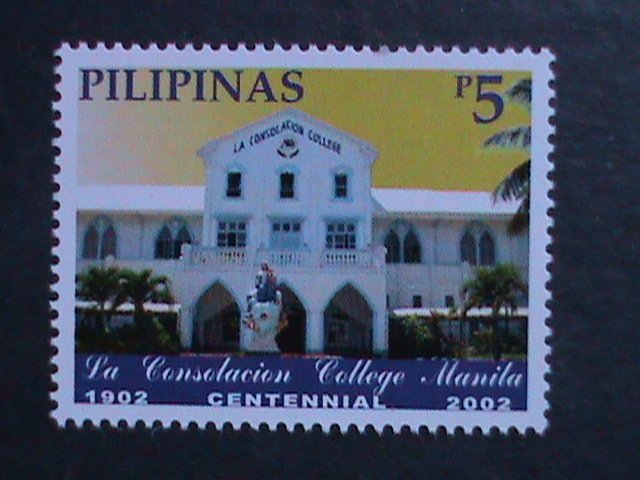 PILIPINAS P5
LA CONSOLACION COLLEGE
La Consolacion College Manila
1902 CENTENNIAL 2002